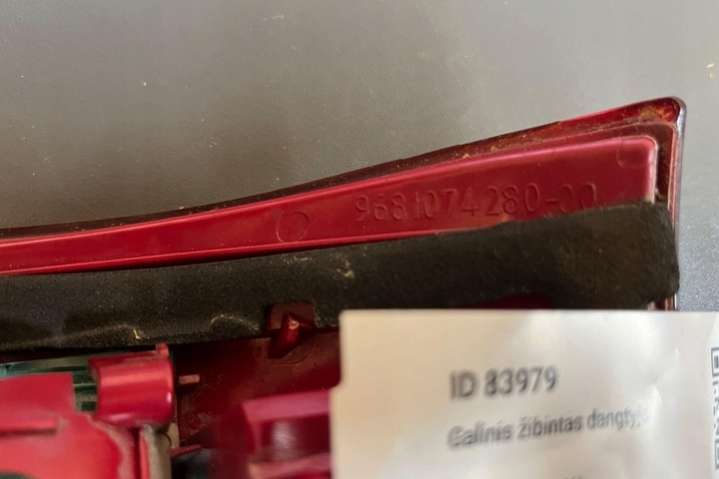 9681074280-00
ID 83979
Galinis žibintas dangtyje